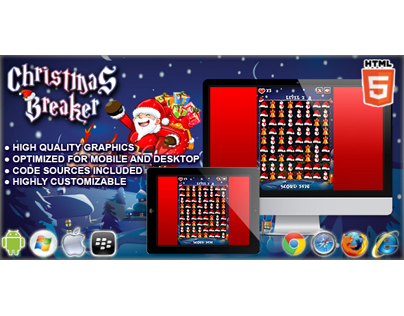 Christmas
Breaker
HTML
5
● HIGH QUALITY GRAPHICS
● OPTIMIZED FOR MOBILE AND DESKTOP
● CODE SOURCES INCLUDED
● HIGHLY CUSTOMIZABLE